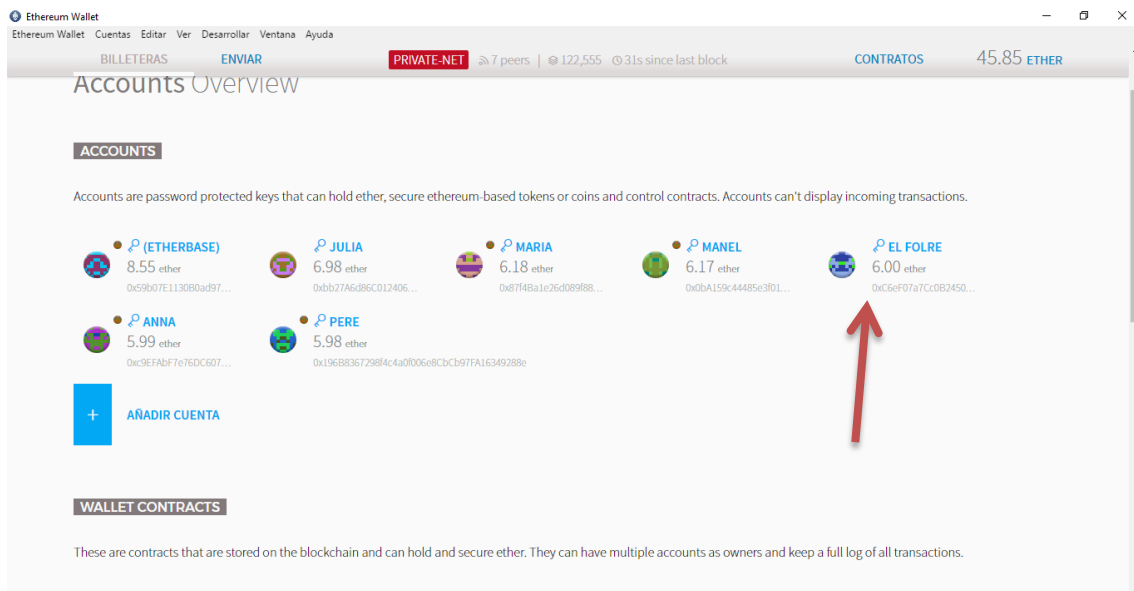 Ethereum Wallet
Ethereum Wallet Cuentas Editar Ver Desarrollar Ventana Ayuda
BILLETERAS ENVIAR PRIVATE-NET 7 peers | 122,555 31s since last block CONTRATOS 45.85 ETHER
Accounts Overview
ACCOUNTS
Accounts are password protected keys that can hold ether, secure ethereum-based tokens or coins and control contracts. Accounts can't display incoming transactions.
(ETHERBASE) JULIA MARIA MANEL EL FOLRE
8.55 ether 6.98 ether 6.18 ether 6.17 ether 6.00 ether
0x59b07E1130B0ad97... 0xbb27A6d86C012406... 0x87f4Ba1e26d089f88... 0x0bA159c44485e3f01... 0xC6eF07a7Cc0B2450...
ANNA PERE
5.99 ether 5.98 ether
0xc9EFAbF7e76DC607... 0x196B8367298f4c4a0f006e8CbCb97FA16349288e
+ AÑADIR CUENTA
WALLET CONTRACTS
These are contracts that are stored on the blockchain and can hold and secure ether. They can have multiple accounts as owners and keep a full log of all transactions.